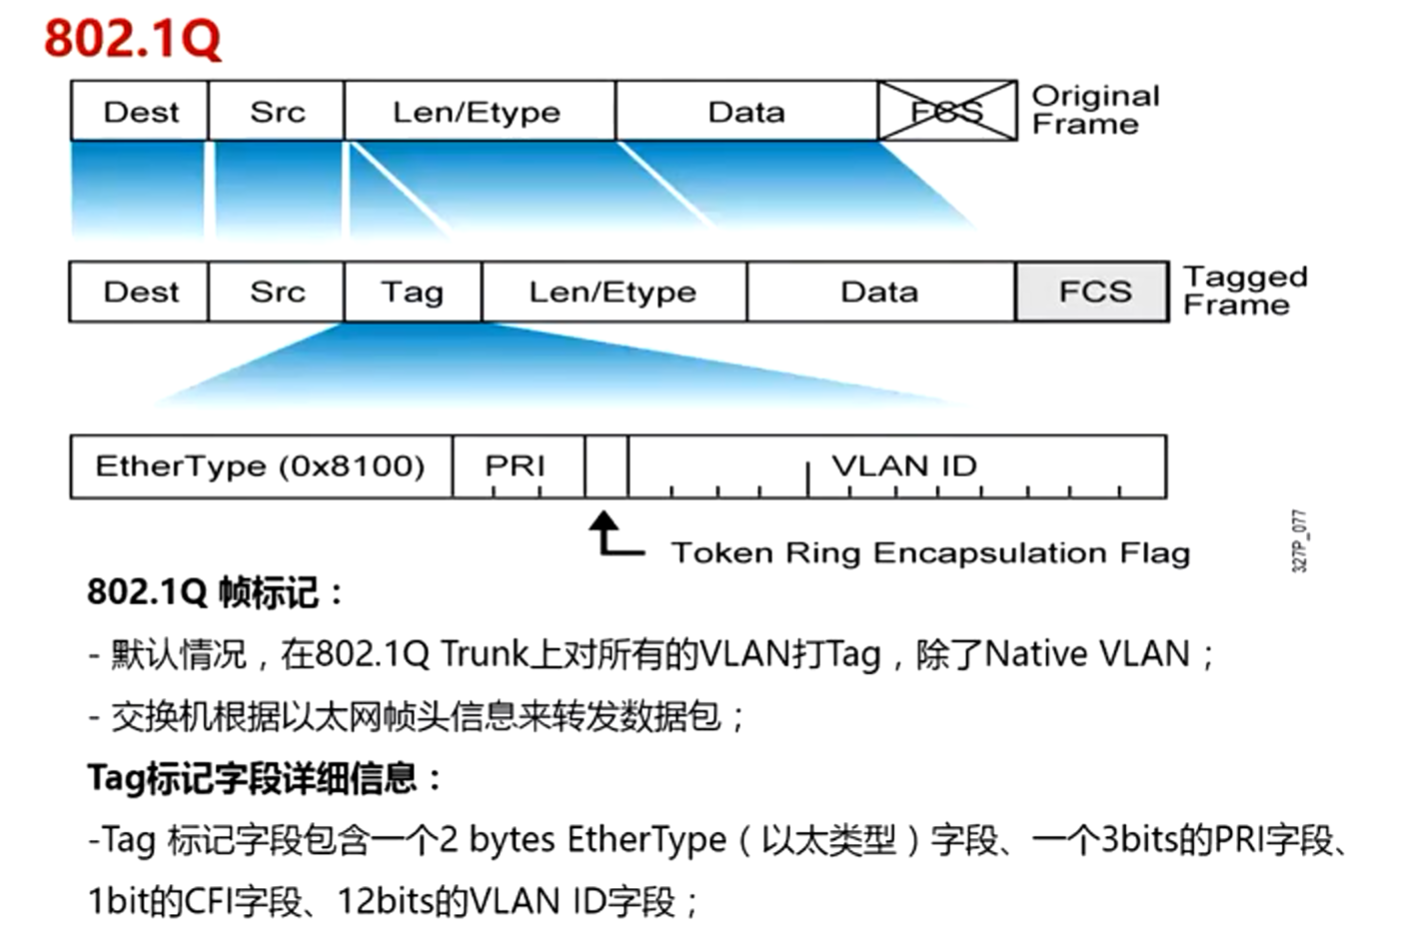 802.1Q
Dest Src Len/Etype Data FCS Original
Frame
Dest Src Tag Len/Etype Data FCS Tagged
Frame
EtherType (0x8100) PRI VLAN ID
Token Ring Encapsulation Flag
327P_077
802.1Q 帧标记：
- 默认情况，在802.1Q Trunk上对所有的VLAN打Tag，除了Native VLAN；
- 交换机根据以太网帧头信息来转发数据包；
Tag标记字段详细信息：
-Tag 标记字段包含一个2 bytes EtherType（以太类型）字段、一个3bits的PRI字段、
1bit的CFI字段、12bits的VLAN ID字段；